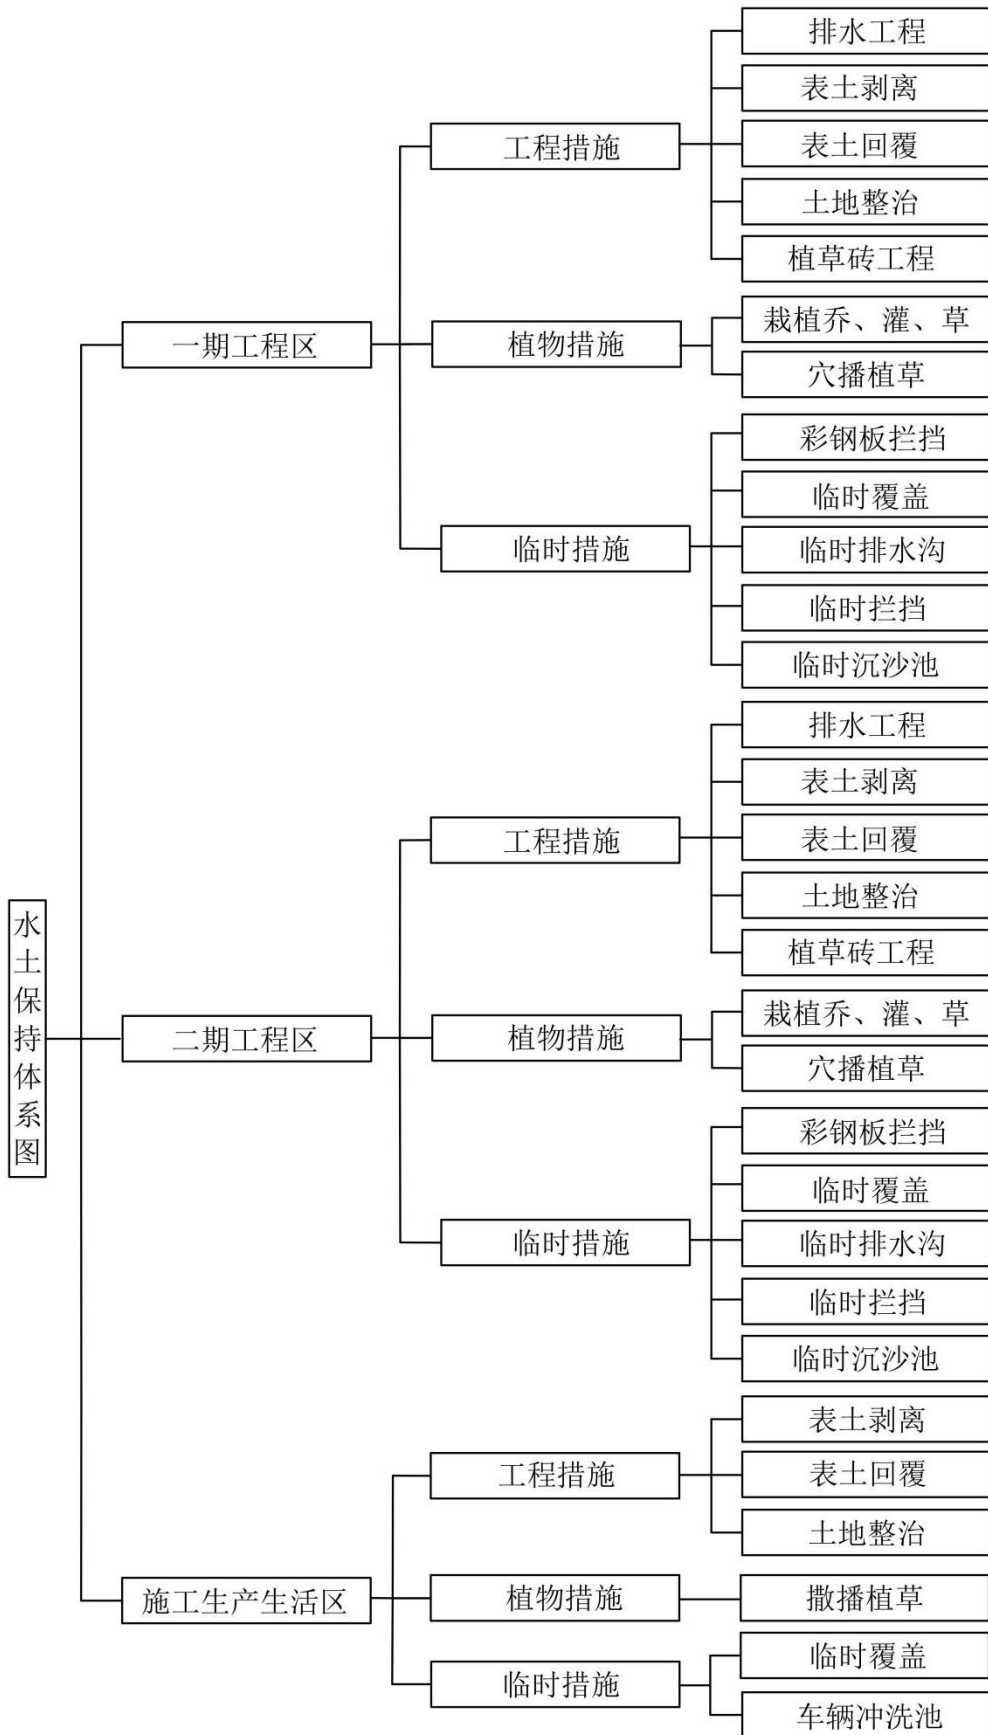 水土保持体系图
一期工程区
工程措施
排水工程
表土剥离
表土回覆
土地整治
植草砖工程
植物措施
栽植乔、灌、草
穴播植草
临时措施
彩钢板拦挡
临时覆盖
临时排水沟
临时拦挡
临时沉沙池
二期工程区
工程措施
排水工程
表土剥离
表土回覆
土地整治
植草砖工程
植物措施
栽植乔、灌、草
穴播植草
临时措施
彩钢板拦挡
临时覆盖
临时排水沟
临时拦挡
临时沉沙池
施工生产生活区
工程措施
表土剥离
表土回覆
土地整治
植物措施
撒播植草
临时措施
临时覆盖
车辆冲洗池